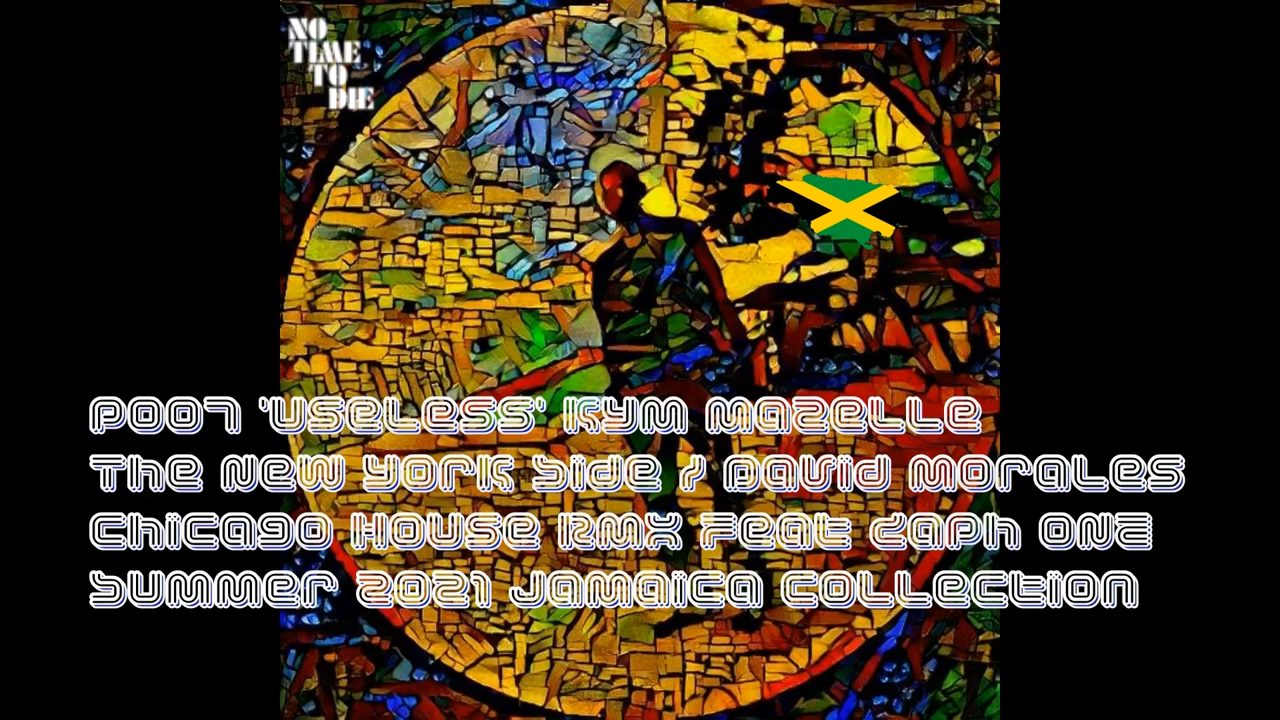 NO
TIME
TO
DIE
P007 'USELESS' KYM MAZELLE
The NEW YORK Side / David Morales
Chicago House RMX Feat daph ONE
Summer 2021 Jamaica Collection